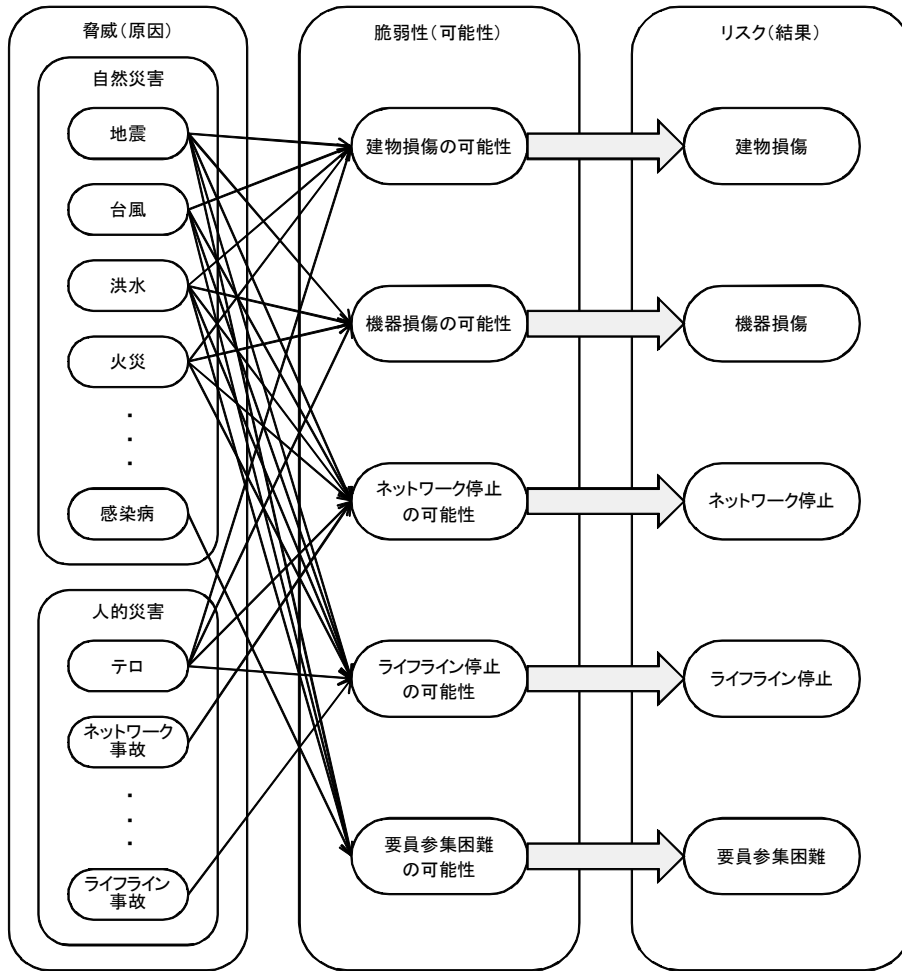 脅威(原因)
自然災害
地震
台風
洪水
火災
・
・
・
感染病
人的災害
テロ
ネットワーク
事故
・
・
・
ライフライン
事故
脆弱性(可能性)
建物損傷の可能性
機器損傷の可能性
ネットワーク停止
の可能性
ライフライン停止
の可能性
要員参集困難
の可能性
リスク(結果)
建物損傷
機器損傷
ネットワーク停止
ライフライン停止
要員参集困難